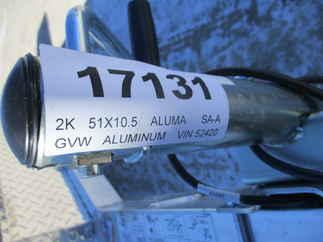 17131
2K 51X10.5 ALUMA SA-A
GVW ALUMINUM VIN:52420